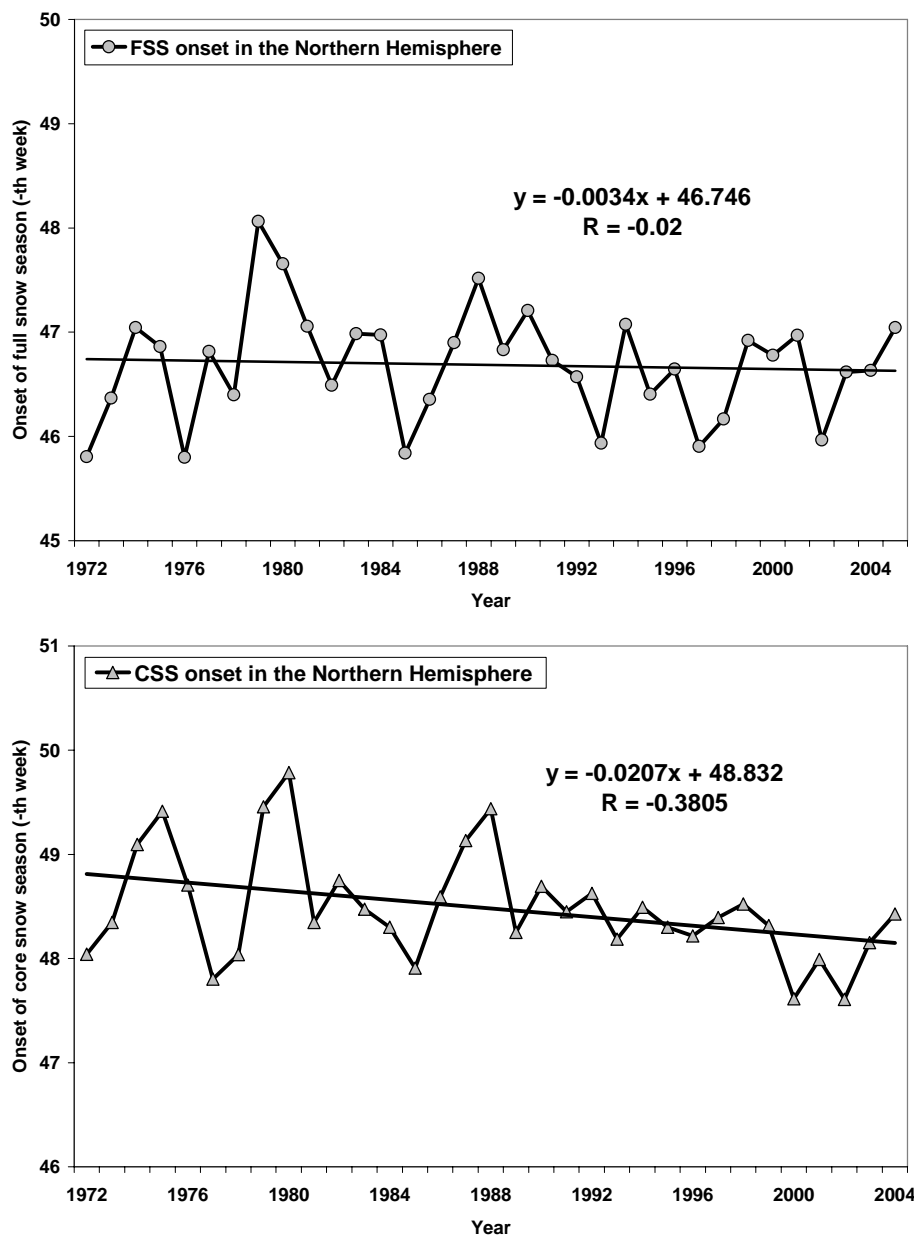 50
FSS onset in the Northern Hemisphere
49
48
47
46
45
Onset of full snow season (-th week)
y = -0.0034x + 46.746
R = -0.02
1972 1976 1980 1984 1988 1992 1996 2000 2004
Year
51
CSS onset in the Northern Hemisphere
50
49
48
47
46
Onset of core snow season (-th week)
y = -0.0207x + 48.832
R = -0.3805
1972 1976 1980 1984 1988 1992 1996 2000 2004
Year